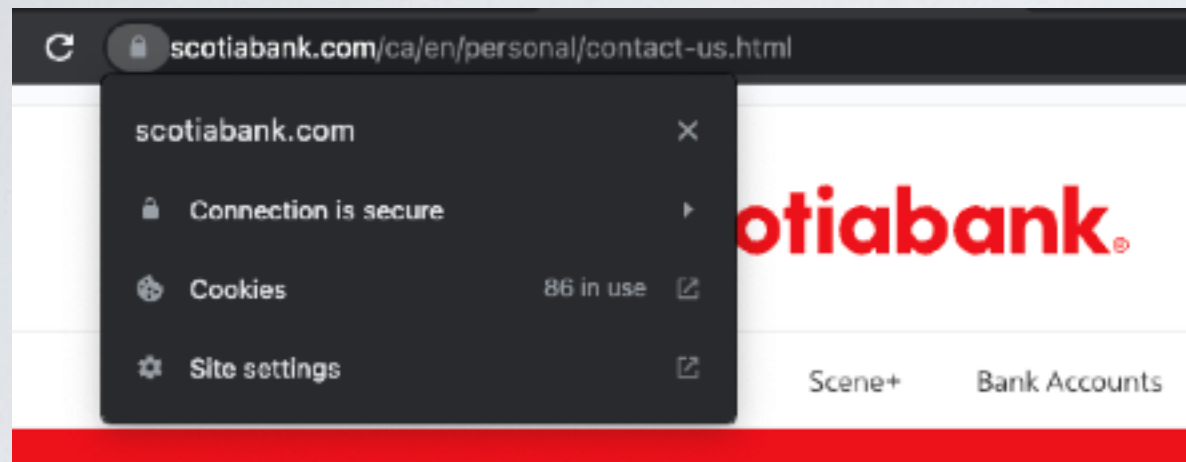 scotiabank.com/ca/en/personal/contact-us.html
scotiabank.com
Connection is secure
otiabank®
Cookies 86 in use
Site settings
Scene+ Bank Accounts